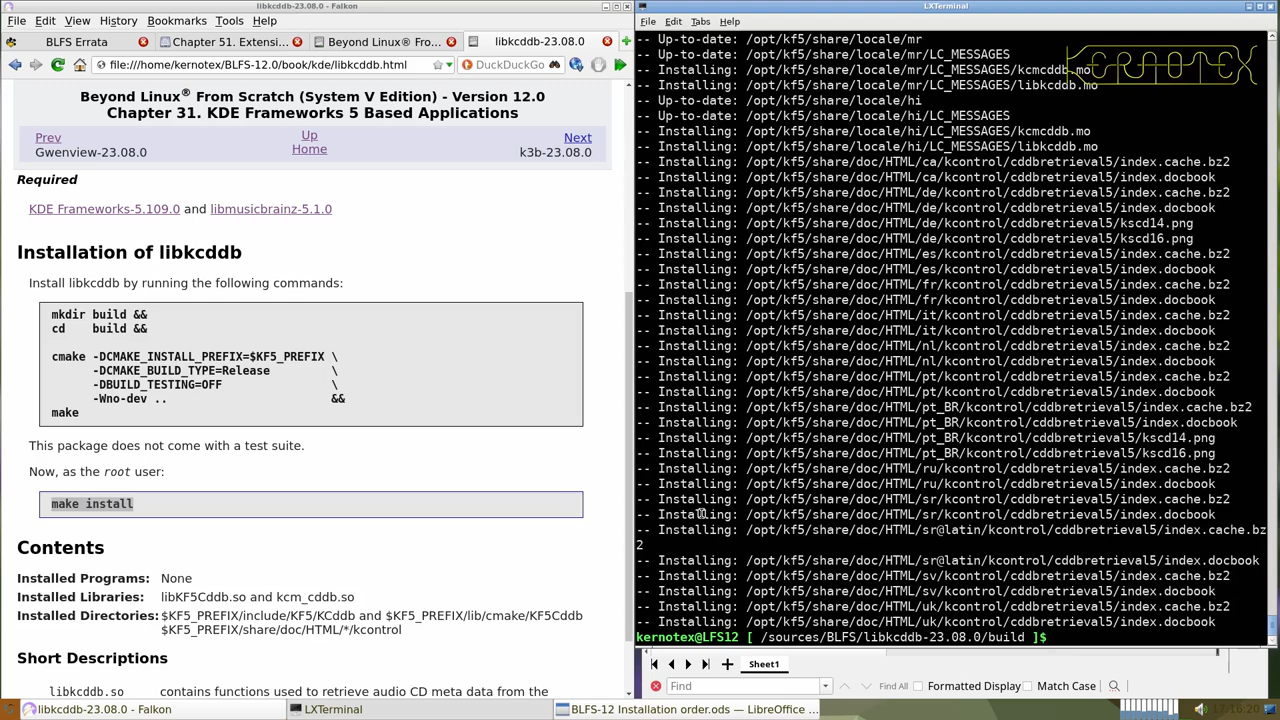 libkcddb-23.08.0 - Falkon
File Edit View History Bookmarks Tools Help
BLFS Errata
Chapter 51. Extensi...
Beyond Linux® Fro...
libkcddb-23.08.0
file:///home/kernotex/BLFS-12.0/book/kde/libkcddb.html
DuckDuckGo
Beyond Linux® From Scratch (System V Edition) - Version 12.0
Chapter 31. KDE Frameworks 5 Based Applications
Prev
Up
Next
Gwenview-23.08.0
Home
k3b-23.08.0
Required
KDE Frameworks-5.109.0 and libmusicbrainz-5.1.0
Installation of libkcddb
Install libkcddb by running the following commands:
mkdir build &&
cd    build &&
cmake -DCMAKE_INSTALL_PREFIX=$KF5_PREFIX \
      -DCMAKE_BUILD_TYPE=Release         \
      -DBUILD_TESTING=OFF                \
      -Wno-dev ..                        &&
make
This package does not come with a test suite.
Now, as the root user:
make install
Contents
Installed Programs: None
Installed Libraries: libKF5Cddb.so and kcm_cddb.so
Installed Directories: $KF5_PREFIX/include/KF5/KCddb and $KF5_PREFIX/lib/cmake/KF5Cddb
$KF5_PREFIX/share/doc/HTML/*/kcontrol
Short Descriptions
libkcddb.so contains functions used to retrieve audio CD meta data from the
LXTerminal
File Edit Tabs Help
KERNOTEX
-- Up-to-date: /opt/kf5/share/locale/mr
-- Up-to-date: /opt/kf5/share/locale/mr/LC_MESSAGES
-- Installing: /opt/kf5/share/locale/mr/LC_MESSAGES/kcmcddb.mo
-- Installing: /opt/kf5/share/locale/mr/LC_MESSAGES/libkcddb.mo
-- Up-to-date: /opt/kf5/share/locale/hi
-- Up-to-date: /opt/kf5/share/locale/hi/LC_MESSAGES
-- Installing: /opt/kf5/share/locale/hi/LC_MESSAGES/kcmcddb.mo
-- Installing: /opt/kf5/share/locale/hi/LC_MESSAGES/libkcddb.mo
-- Installing: /opt/kf5/share/doc/HTML/ca/kcontrol/cddbretrieval5/index.cache.bz2
-- Installing: /opt/kf5/share/doc/HTML/ca/kcontrol/cddbretrieval5/index.docbook
-- Installing: /opt/kf5/share/doc/HTML/de/kcontrol/cddbretrieval5/index.cache.bz2
-- Installing: /opt/kf5/share/doc/HTML/de/kcontrol/cddbretrieval5/index.docbook
-- Installing: /opt/kf5/share/doc/HTML/de/kcontrol/cddbretrieval5/kscd14.png
-- Installing: /opt/kf5/share/doc/HTML/de/kcontrol/cddbretrieval5/kscd16.png
-- Installing: /opt/kf5/share/doc/HTML/es/kcontrol/cddbretrieval5/index.cache.bz2
-- Installing: /opt/kf5/share/doc/HTML/es/kcontrol/cddbretrieval5/index.docbook
-- Installing: /opt/kf5/share/doc/HTML/fr/kcontrol/cddbretrieval5/index.cache.bz2
-- Installing: /opt/kf5/share/doc/HTML/fr/kcontrol/cddbretrieval5/index.docbook
-- Installing: /opt/kf5/share/doc/HTML/it/kcontrol/cddbretrieval5/index.cache.bz2
-- Installing: /opt/kf5/share/doc/HTML/it/kcontrol/cddbretrieval5/index.docbook
-- Installing: /opt/kf5/share/doc/HTML/nl/kcontrol/cddbretrieval5/index.cache.bz2
-- Installing: /opt/kf5/share/doc/HTML/nl/kcontrol/cddbretrieval5/index.docbook
-- Installing: /opt/kf5/share/doc/HTML/pt/kcontrol/cddbretrieval5/index.cache.bz2
-- Installing: /opt/kf5/share/doc/HTML/pt/kcontrol/cddbretrieval5/index.docbook
-- Installing: /opt/kf5/share/doc/HTML/pt_BR/kcontrol/cddbretrieval5/index.cache.bz2
-- Installing: /opt/kf5/share/doc/HTML/pt_BR/kcontrol/cddbretrieval5/index.docbook
-- Installing: /opt/kf5/share/doc/HTML/pt_BR/kcontrol/cddbretrieval5/kscd14.png
-- Installing: /opt/kf5/share/doc/HTML/pt_BR/kcontrol/cddbretrieval5/kscd16.png
-- Installing: /opt/kf5/share/doc/HTML/ru/kcontrol/cddbretrieval5/index.cache.bz2
-- Installing: /opt/kf5/share/doc/HTML/ru/kcontrol/cddbretrieval5/index.docbook
-- Installing: /opt/kf5/share/doc/HTML/sr/kcontrol/cddbretrieval5/index.cache.bz2
-- Installing: /opt/kf5/share/doc/HTML/sr/kcontrol/cddbretrieval5/index.docbook
-- Installing: /opt/kf5/share/doc/HTML/sr@latin/kcontrol/cddbretrieval5/index.cache.bz
2
-- Installing: /opt/kf5/share/doc/HTML/sr@latin/kcontrol/cddbretrieval5/index.docbook
-- Installing: /opt/kf5/share/doc/HTML/sv/kcontrol/cddbretrieval5/index.cache.bz2
-- Installing: /opt/kf5/share/doc/HTML/sv/kcontrol/cddbretrieval5/index.docbook
-- Installing: /opt/kf5/share/doc/HTML/uk/kcontrol/cddbretrieval5/index.cache.bz2
-- Installing: /opt/kf5/share/doc/HTML/uk/kcontrol/cddbretrieval5/index.docbook
kernotex@LFS12 [ /sources/BLFS/libkcddb-23.08.0/build ]$
Sheet1
Find
Find All
Formatted Display
Match Case
libkcddb-23.08.0 - Falkon
LXTerminal
BLFS-12 Installation order.ods — LibreOffice ...
17:16:20